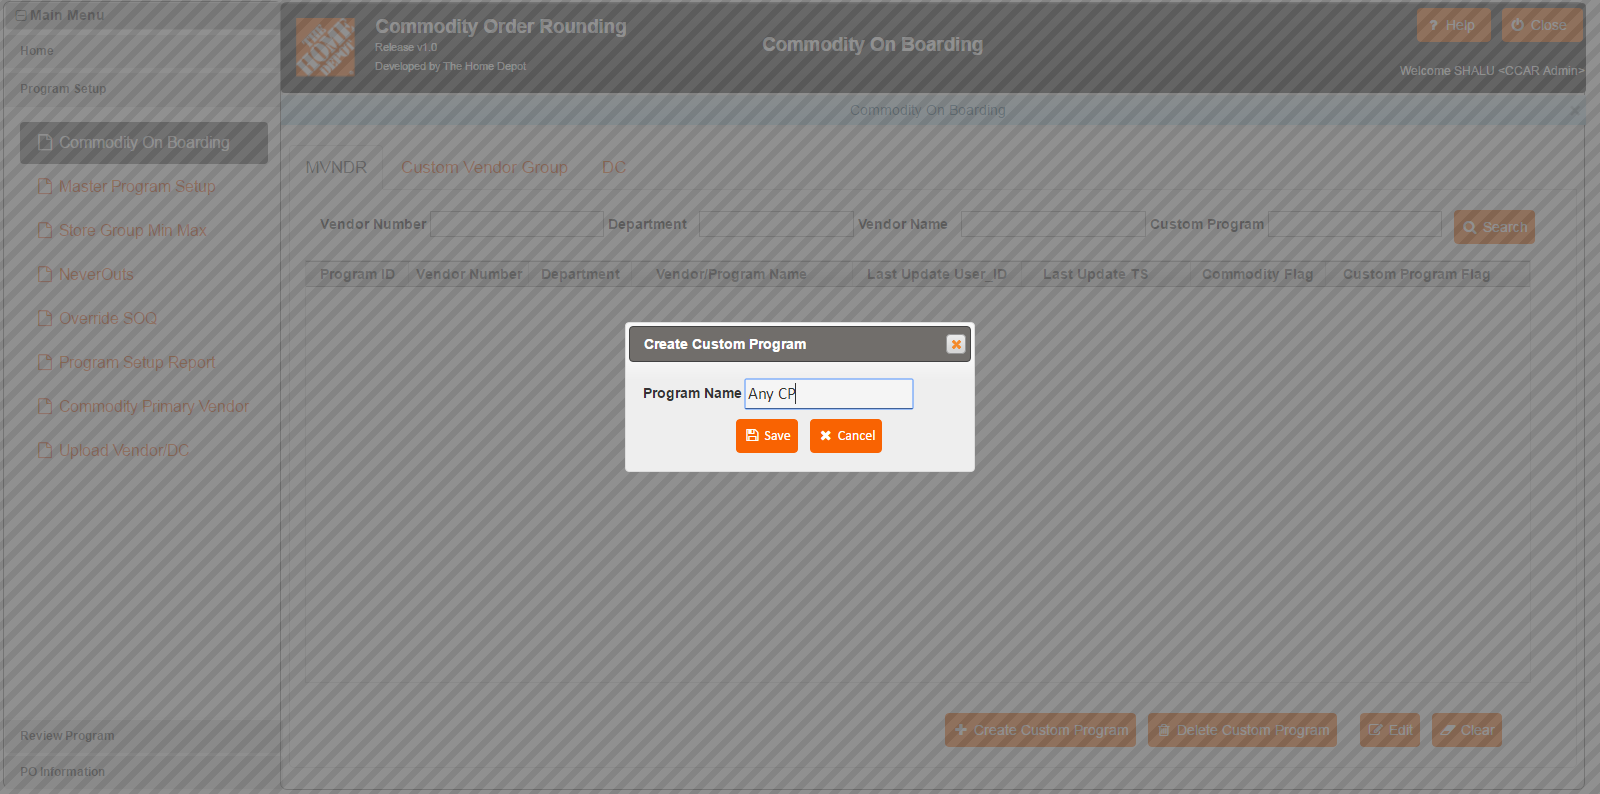 Main Menu
Home
Program Setup
Commodity On Boarding
Master Program Setup
Store Group Min Max
NeverOuts
Override SOQ
Program Setup Report
Commodity Primary Vendor
Upload Vendor/DC
Review Program
PO Information
THE HOME DEPOT
Commodity Order Rounding
Release v1.0
Developed by The Home Depot
Commodity On Boarding
? Help
Close
Welcome SHALU <CCAR Admin>
Commodity On Boarding
MVNDR Custom Vendor Group DC
Vendor Number Department Vendor Name Custom Program Search
Program ID Vendor Number Department Vendor/Program Name Last Update User_ID Last Update TS Commodity Flag Custom Program Flag
Create Custom Program
Program Name Any CP
Save Cancel
Create Custom Program Delete Custom Program Edit Clear